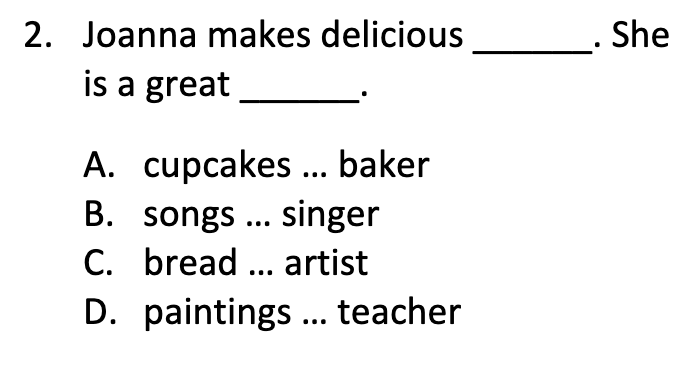 2. Joanna makes delicious ______. She
is a great ______.
A. cupcakes ... baker
B. songs ... singer
C. bread ... artist
D. paintings ... teacher